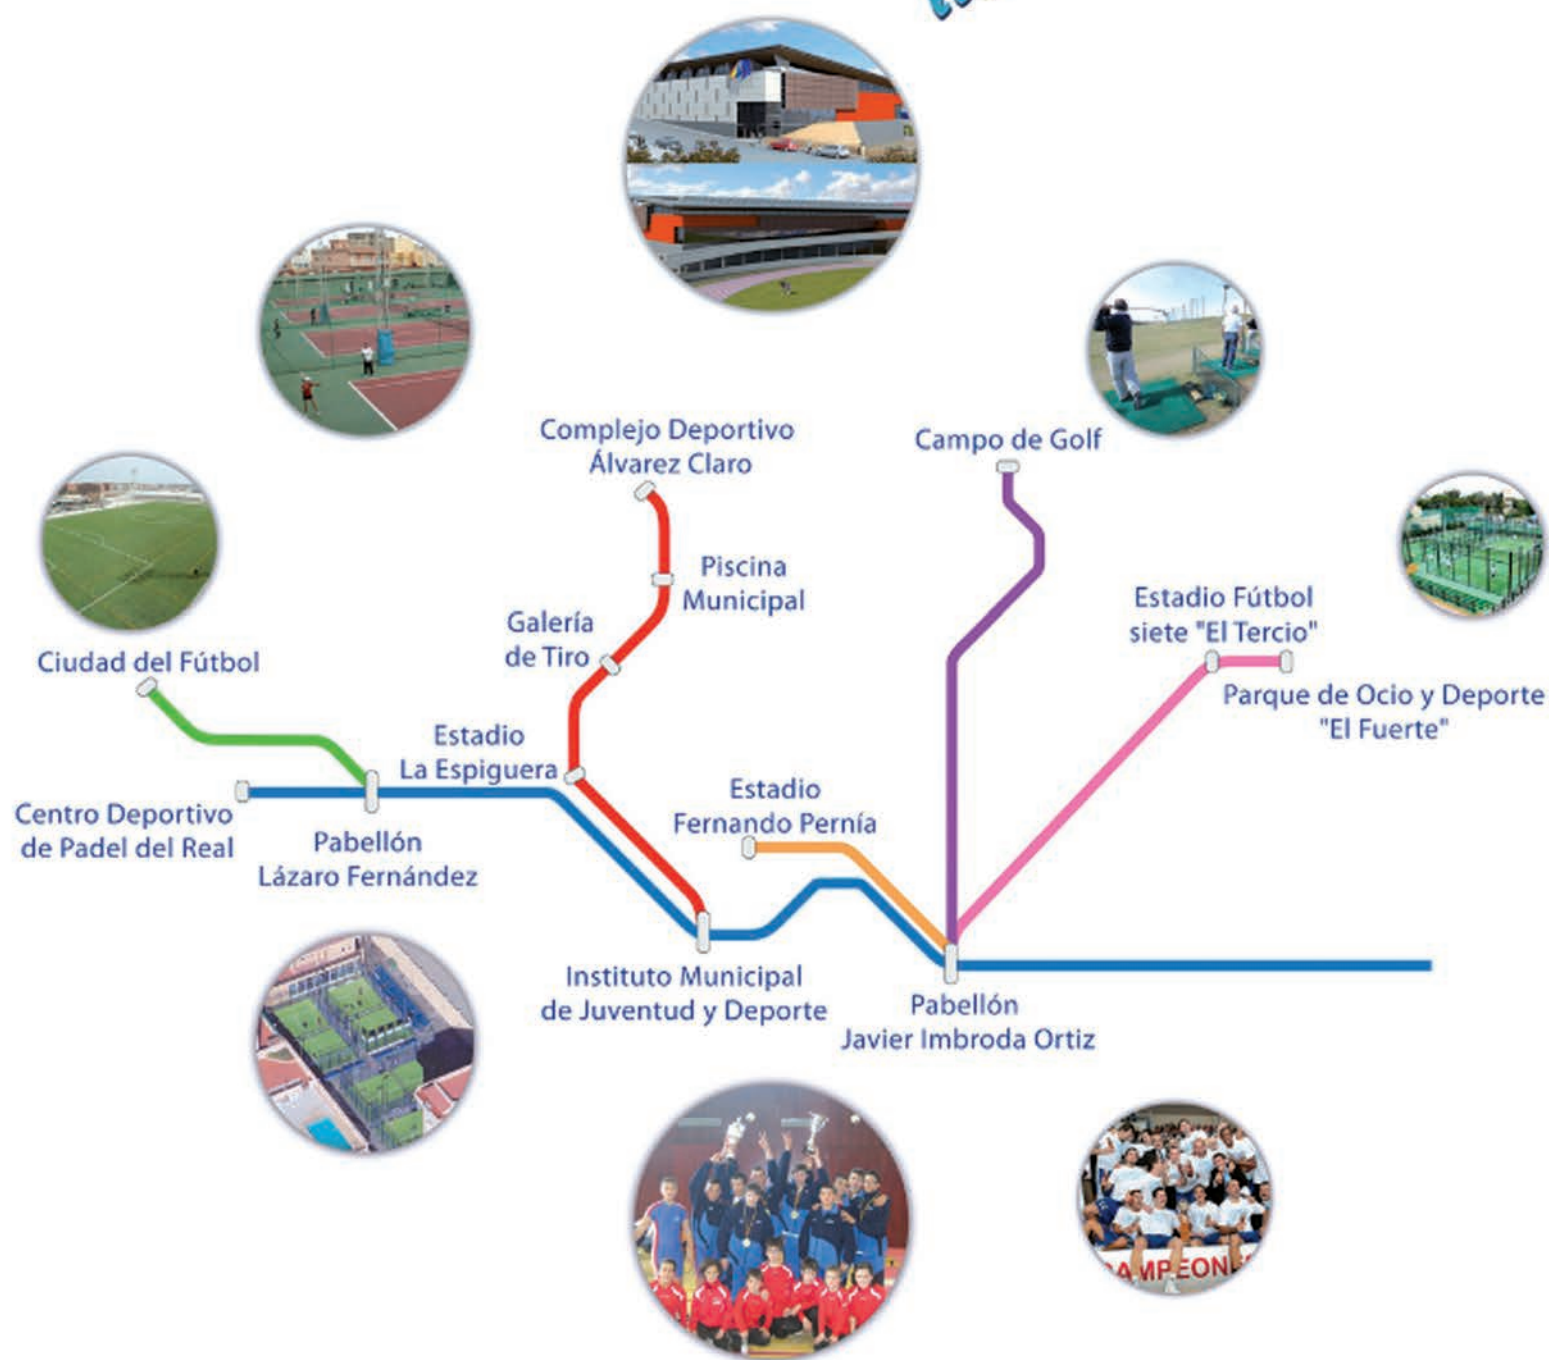 Complejo Deportivo
Álvarez Claro
Campo de Golf
Piscina
Municipal
Galería
de Tiro
Estadio Fútbol
siete "El Tercio"
Ciudad del Fútbol
Parque de Ocio y Deporte
"El Fuerte"
Estadio
La Espiguera
Estadio
Fernando Pernía
Centro Deportivo
de Padel del Real
Pabellón
Lázaro Fernández
Instituto Municipal
de Juventud y Deporte
Pabellón
Javier Imbroda Ortiz